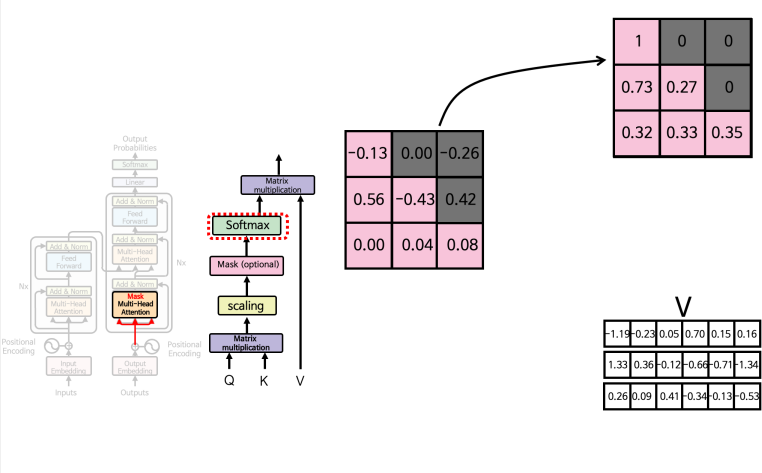 Output
Probabilities
Softmax
Linear
Add & Norm
Feed
Forward
Add & Norm
Multi-Head
Attention
Add & Norm
Mask
Multi-Head
Attention
Nx
Add & Norm
Feed
Forward
Nx
Add & Norm
Multi-Head
Attention
Positional
Encoding
Positional
Encoding
Input
Embedding
Output
Embedding
Inputs
Outputs
Matrix
multiplication
Softmax
Mask (optional)
scaling
Matrix
multiplication
Q K V
−0.13 0.00 −0.26
0.56 −0.43 0.42
0.00 0.04 0.08
1 0 0
0.73 0.27 0
0.32 0.33 0.35
V
−1.19 −0.23 0.05 0.70 0.15 0.16
1.33 0.36 −0.12 −0.66 −0.71 −1.34
0.26 0.09 0.41 −0.34 −0.13 −0.53